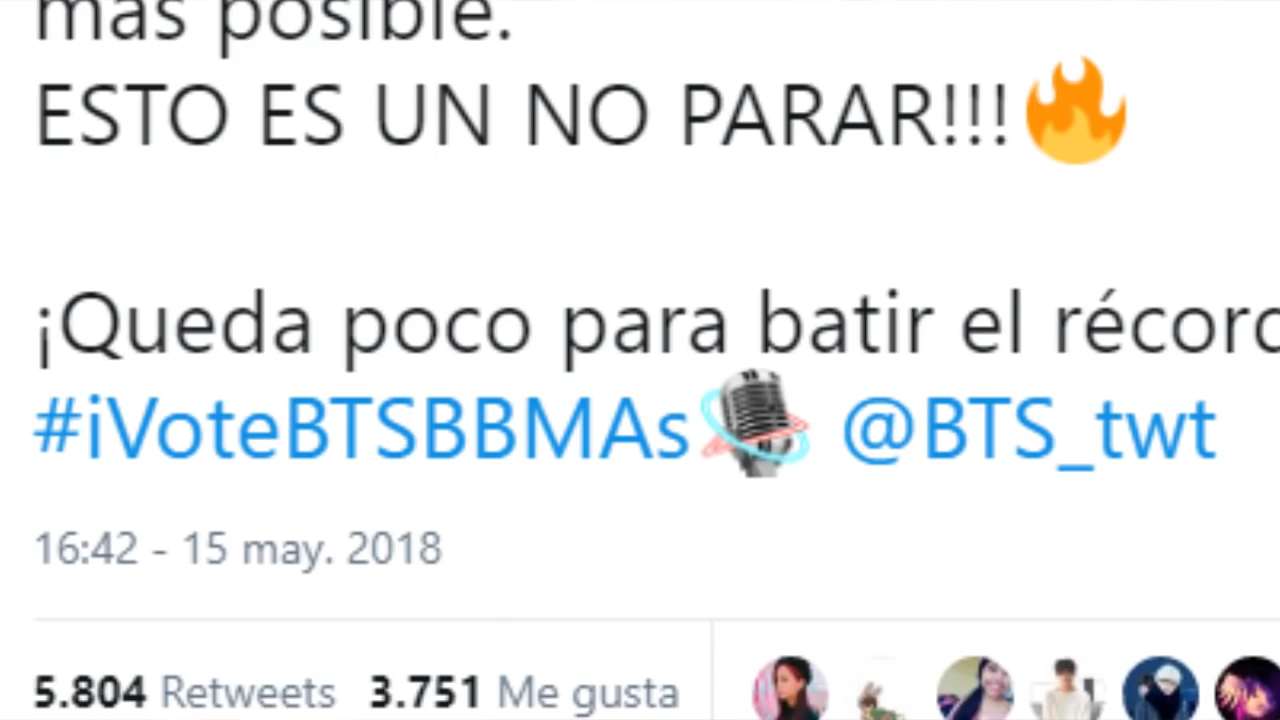 más posible.
ESTO ES UN NO PARAR!!!🔥
¡Queda poco para batir el récord
#iVoteBTSBBMAs @BTS_twt
16:42 - 15 may. 2018
5.804 Retweets 3.751 Me gusta